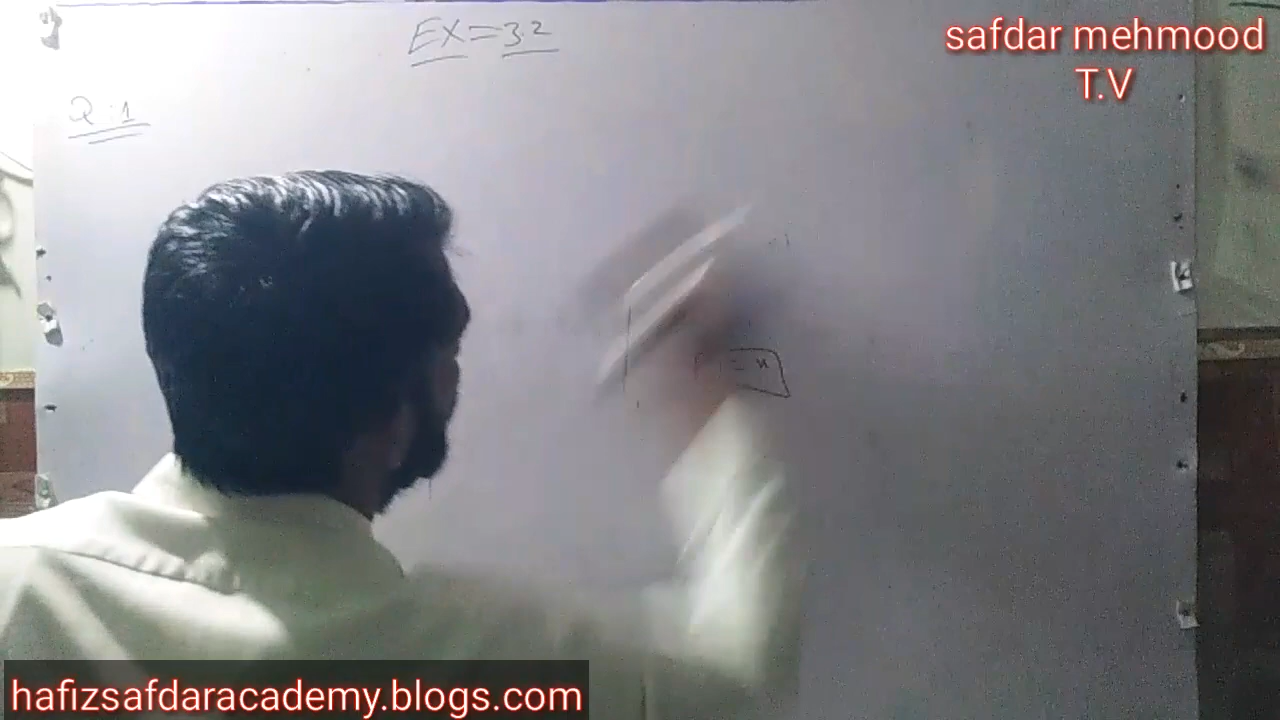 EX=3.2
safdar mehmood
T.V
Q:1
= x
hafizsafdaracademy.blogs.com